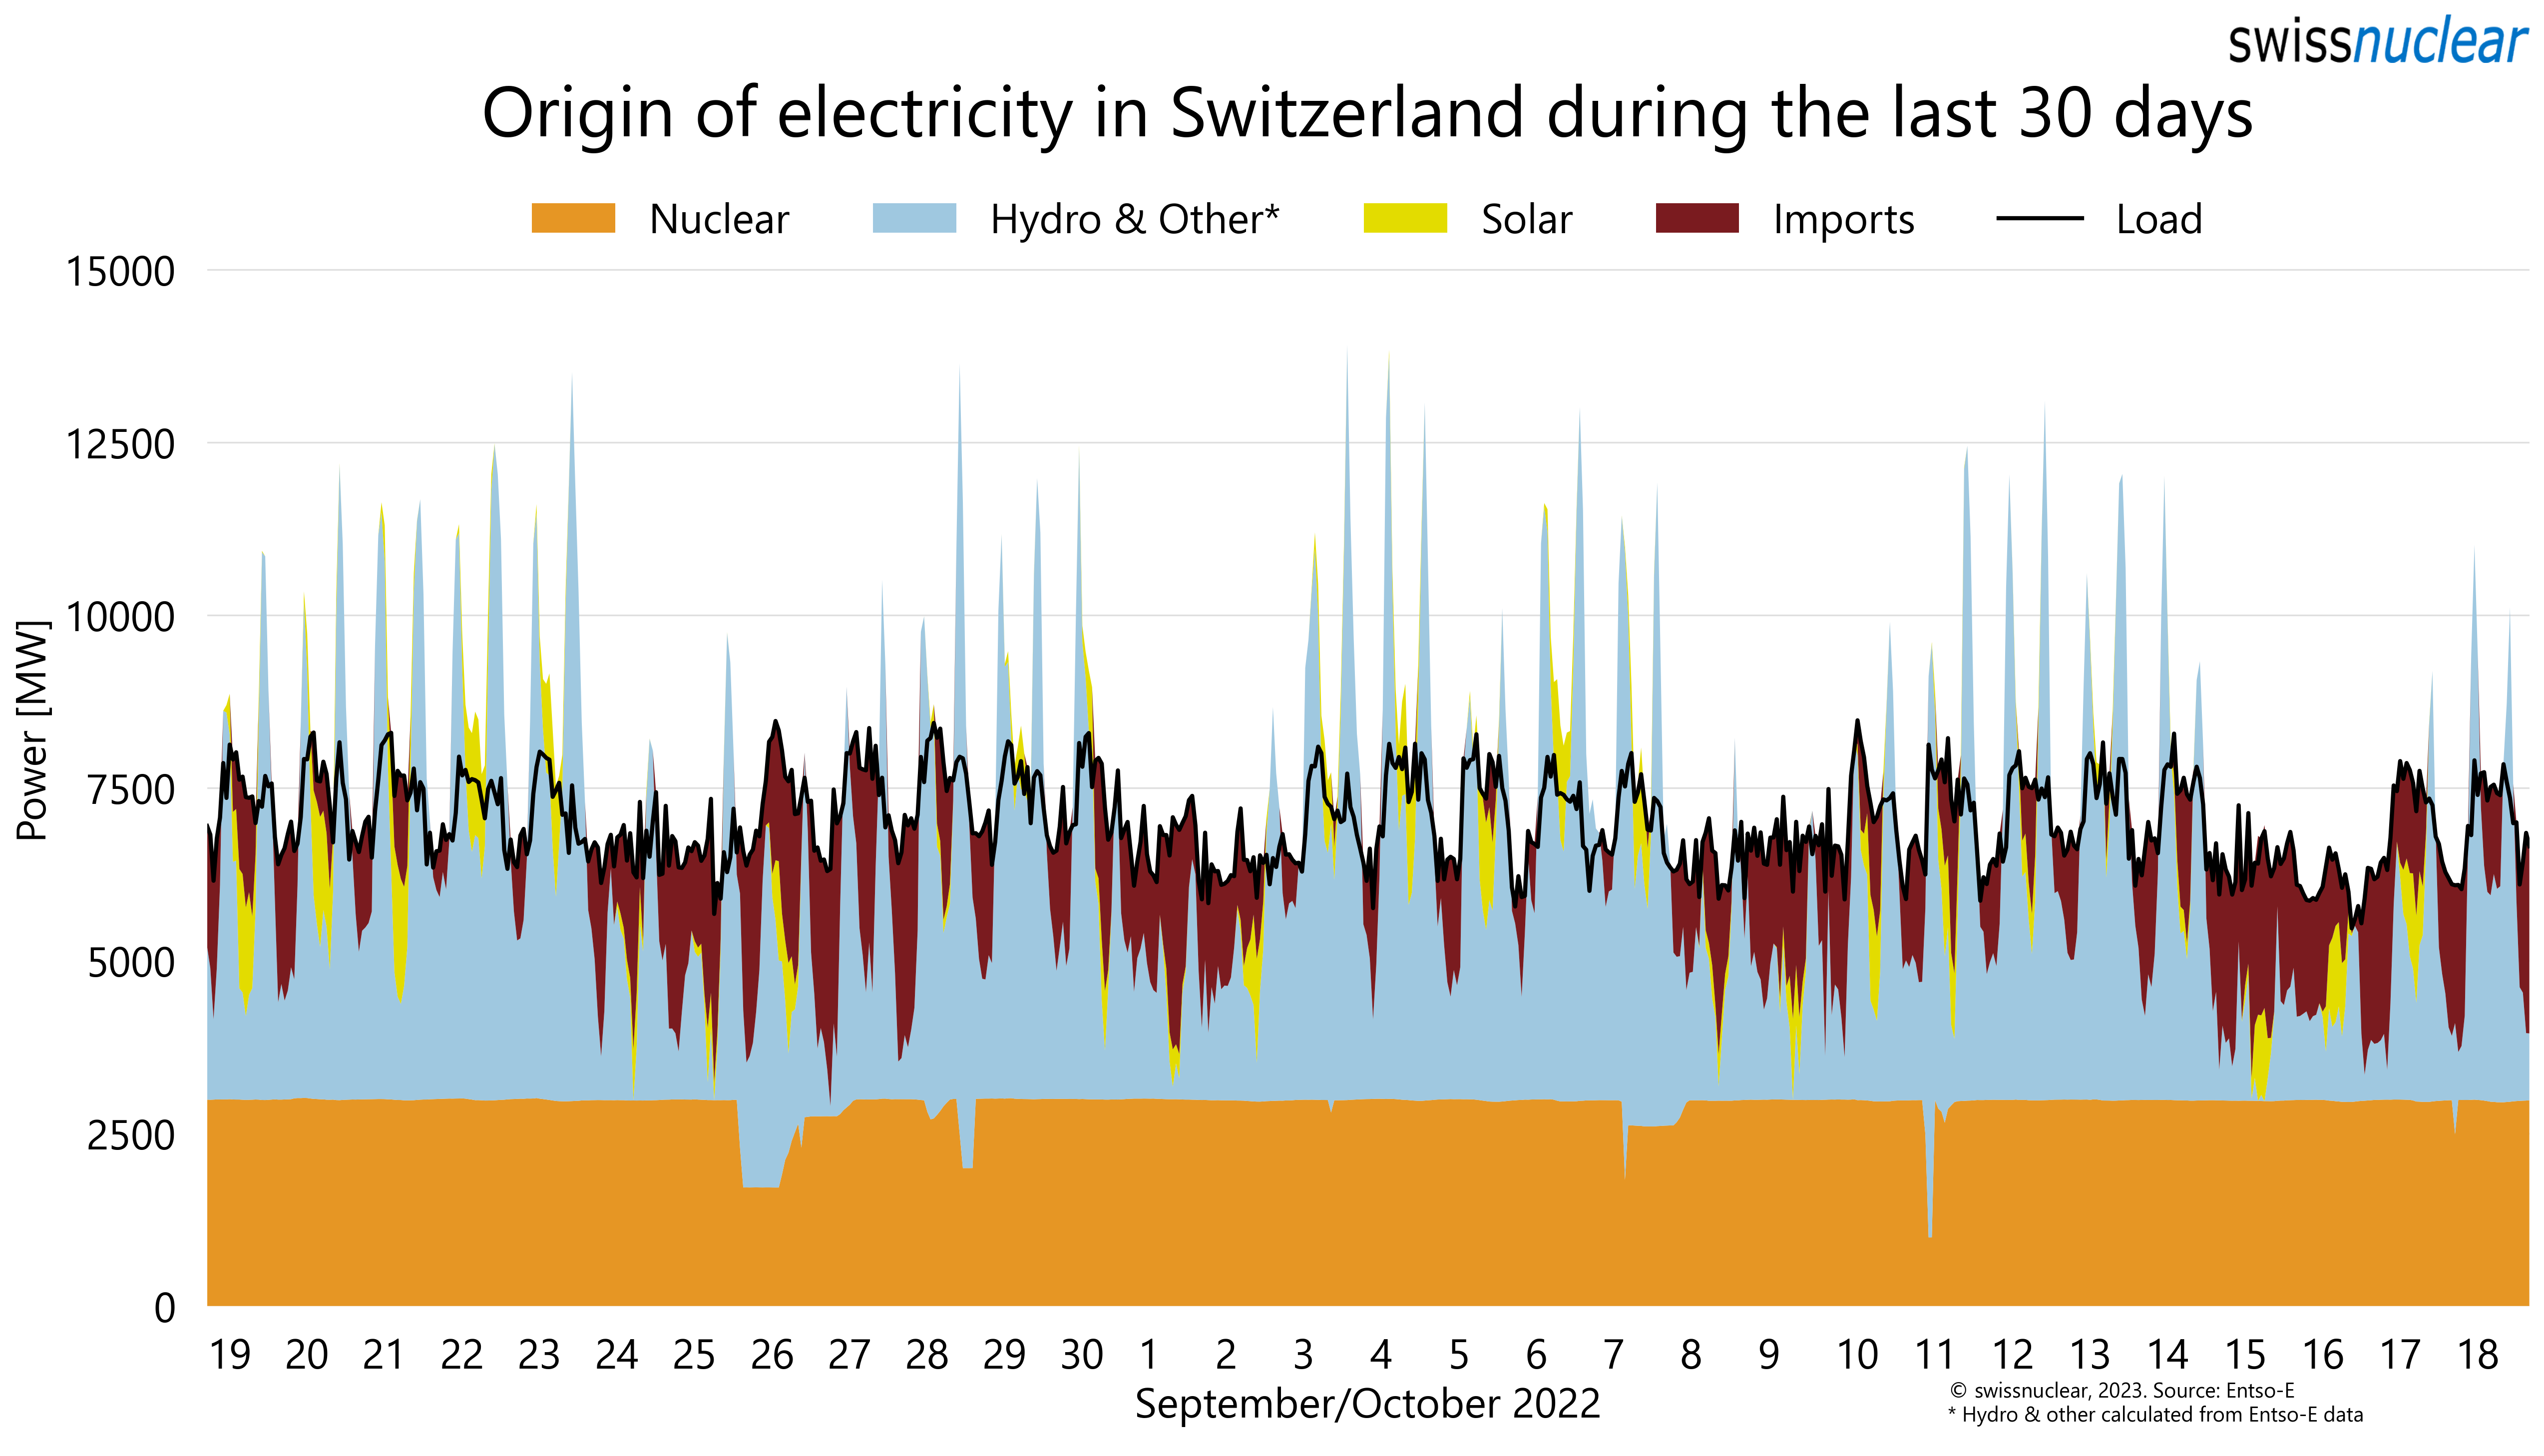 swissnuclear
Origin of electricity in Switzerland during the last 30 days
Nuclear Hydro & Other* Solar Imports Load
15000
12500
10000
7500
5000
2500
0
Power [MW]
19 20 21 22 23 24 25 26 27 28 29 30 1 2 3 4 5 6 7 8 9 10 11 12 13 14 15 16 17 18
September/October 2022
© swissnuclear, 2023. Source: Entso-E
* Hydro & other calculated from Entso-E data